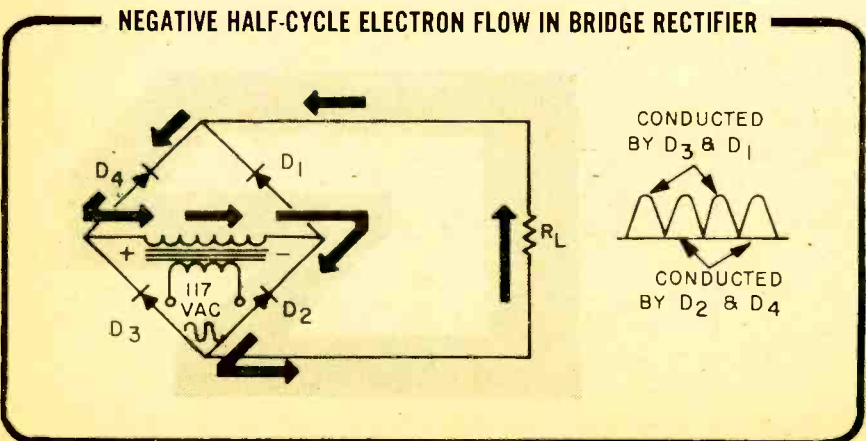 NEGATIVE HALF-CYCLE ELECTRON FLOW IN BRIDGE RECTIFIER
D4
D1
+
-
117
VAC
D3
D2
RL
CONDUCTED
BY D3 & D1
CONDUCTED
BY D2 & D4